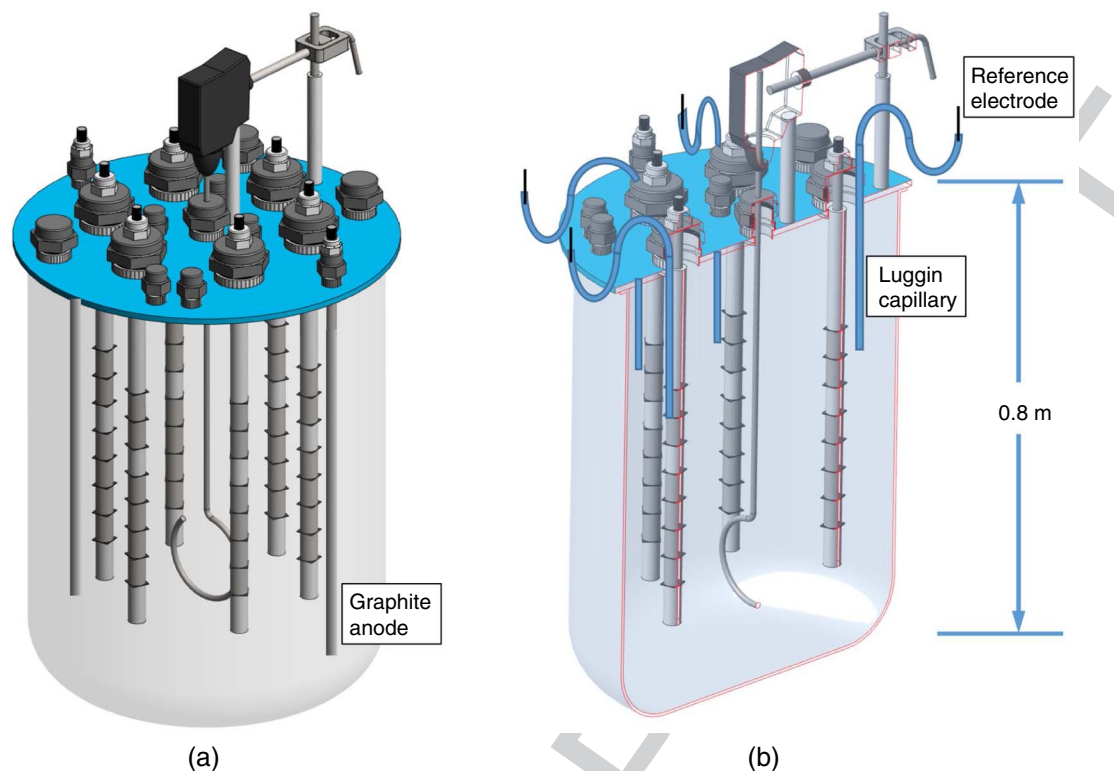 Reference
electrode
Luggin
capillary
0.8 m
Graphite
anode
(a)
(b)